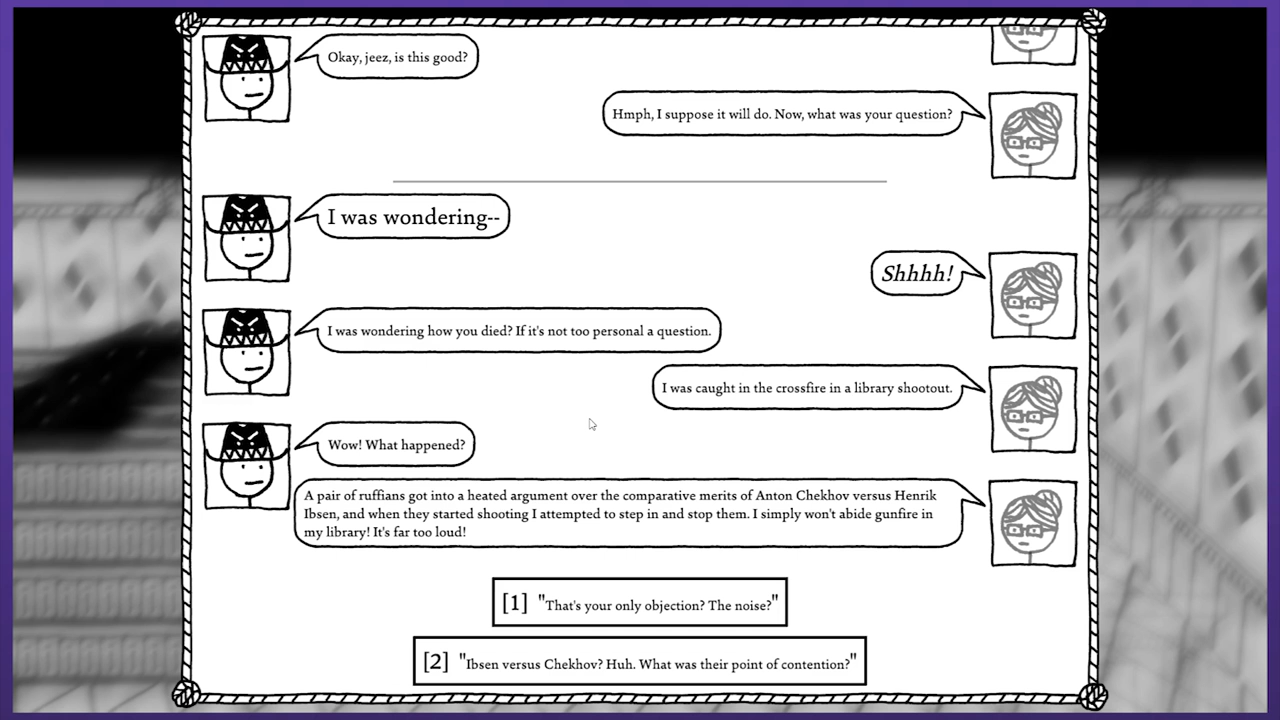 Okay, jeez, is this good?
Hmph, I suppose it will do. Now, what was your question?
I was wondering--
Shhhh!
I was wondering how you died? If it's not too personal a question.
I was caught in the crossfire in a library shootout.
Wow! What happened?
A pair of ruffians got into a heated argument over the comparative merits of Anton Chekhov versus Henrik
Ibsen, and when they started shooting I attempted to step in and stop them. I simply won't abide gunfire in
my library! It's far too loud!
[1] "That's your only objection? The noise?"
[2] "Ibsen versus Chekhov? Huh. What was their point of contention?"